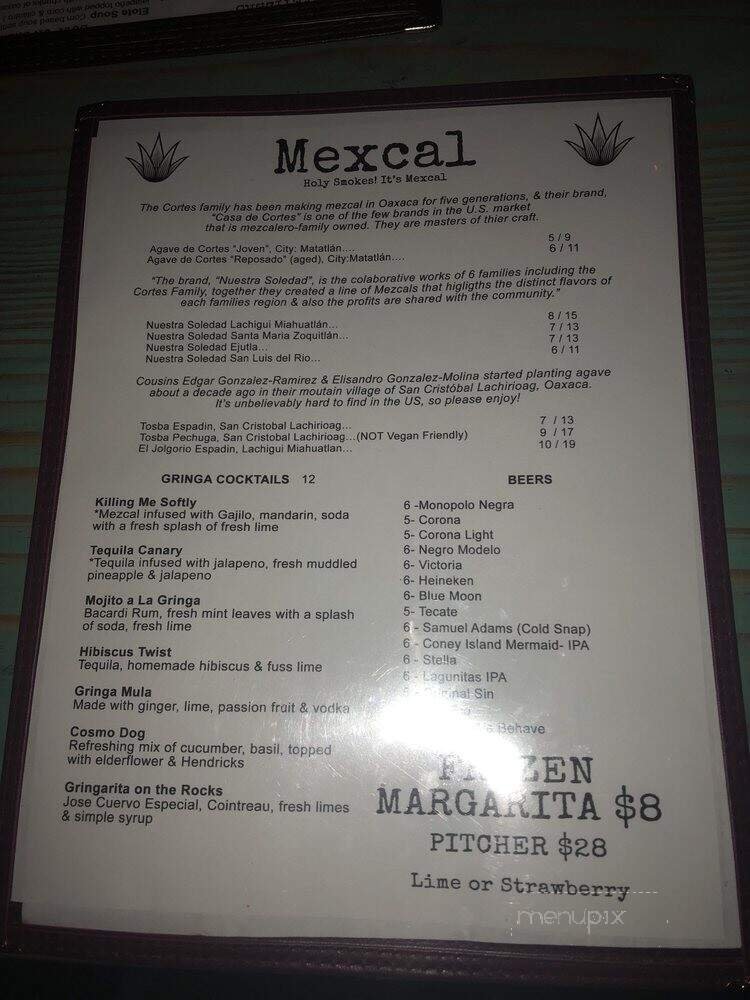 Elote Soup
Mexcal
Holy Smokes! It's Mexcal
The Cortes family has been making mezcal in Oaxaca for five generations, & their brand,
"Casa de Cortes" is one of the few brands in the U.S. market
that is mezcalero-family owned. They are masters of thier craft.
Agave de Cortes "Joven", City: Matatlán.... 5 / 9
Agave de Cortes "Reposado" (aged), City:Matatlán.... 6 / 11
"The brand, "Nuestra Soledad", is the colaborative works of 6 families including the
Cortes Family, together they created a line of Mezcals that higligths the distinct flavors of
each families region & also the profits are shared with the community."
Nuestra Soledad Lachigui Miahuatlán... 8 / 15
Nuestra Soledad Santa Maria Zoquitlán... 7 / 13
Nuestra Soledad Ejutla... 7 / 13
Nuestra Soledad San Luis del Rio... 6 / 11
Cousins Edgar Gonzalez-Ramirez & Elisandro Gonzalez-Molina started planting agave
about a decade ago in their moutain village of San Cristóbal Lachirioag, Oaxaca.
It's unbelievably hard to find in the US, so please enjoy!
Tosba Espadin, San Cristobal Lachirioag... 7 / 13
Tosba Pechuga, San Cristobal Lachirioag...(NOT Vegan Friendly) 9 / 17
El Jolgorio Espadin, Lachigui Miahuatlan... 10 / 19
GRINGA COCKTAILS 12
Killing Me Softly
*Mezcal infused with Gajilo, mandarin, soda
with a fresh splash of fresh lime
Tequila Canary
*Tequila infused with jalapeno, fresh muddled
pineapple & jalapeno
Mojito a La Gringa
Bacardi Rum, fresh mint leaves with a splash
of soda, fresh lime
Hibiscus Twist
Tequila, homemade hibiscus & fuss lime
Gringa Mula
Made with ginger, lime, passion fruit & vodka
Cosmo Dog
Refreshing mix of cucumber, basil, topped
with elderflower & Hendricks
Gringarita on the Rocks
Jose Cuervo Especial, Cointreau, fresh limes
& simple syrup
BEERS
6 -Monopolo Negra
5- Corona
5- Corona Light
6- Negro Modelo
6- Victoria
6- Heineken
6- Blue Moon
5- Tecate
6 - Samuel Adams (Cold Snap)
6 - Coney Island Mermaid- IPA
6 - Stella
6 - Lagunitas IPA
Original Sin
Behave
FROZEN
MARGARITA $8
PITCHER $28
Lime or Strawberry
menupix